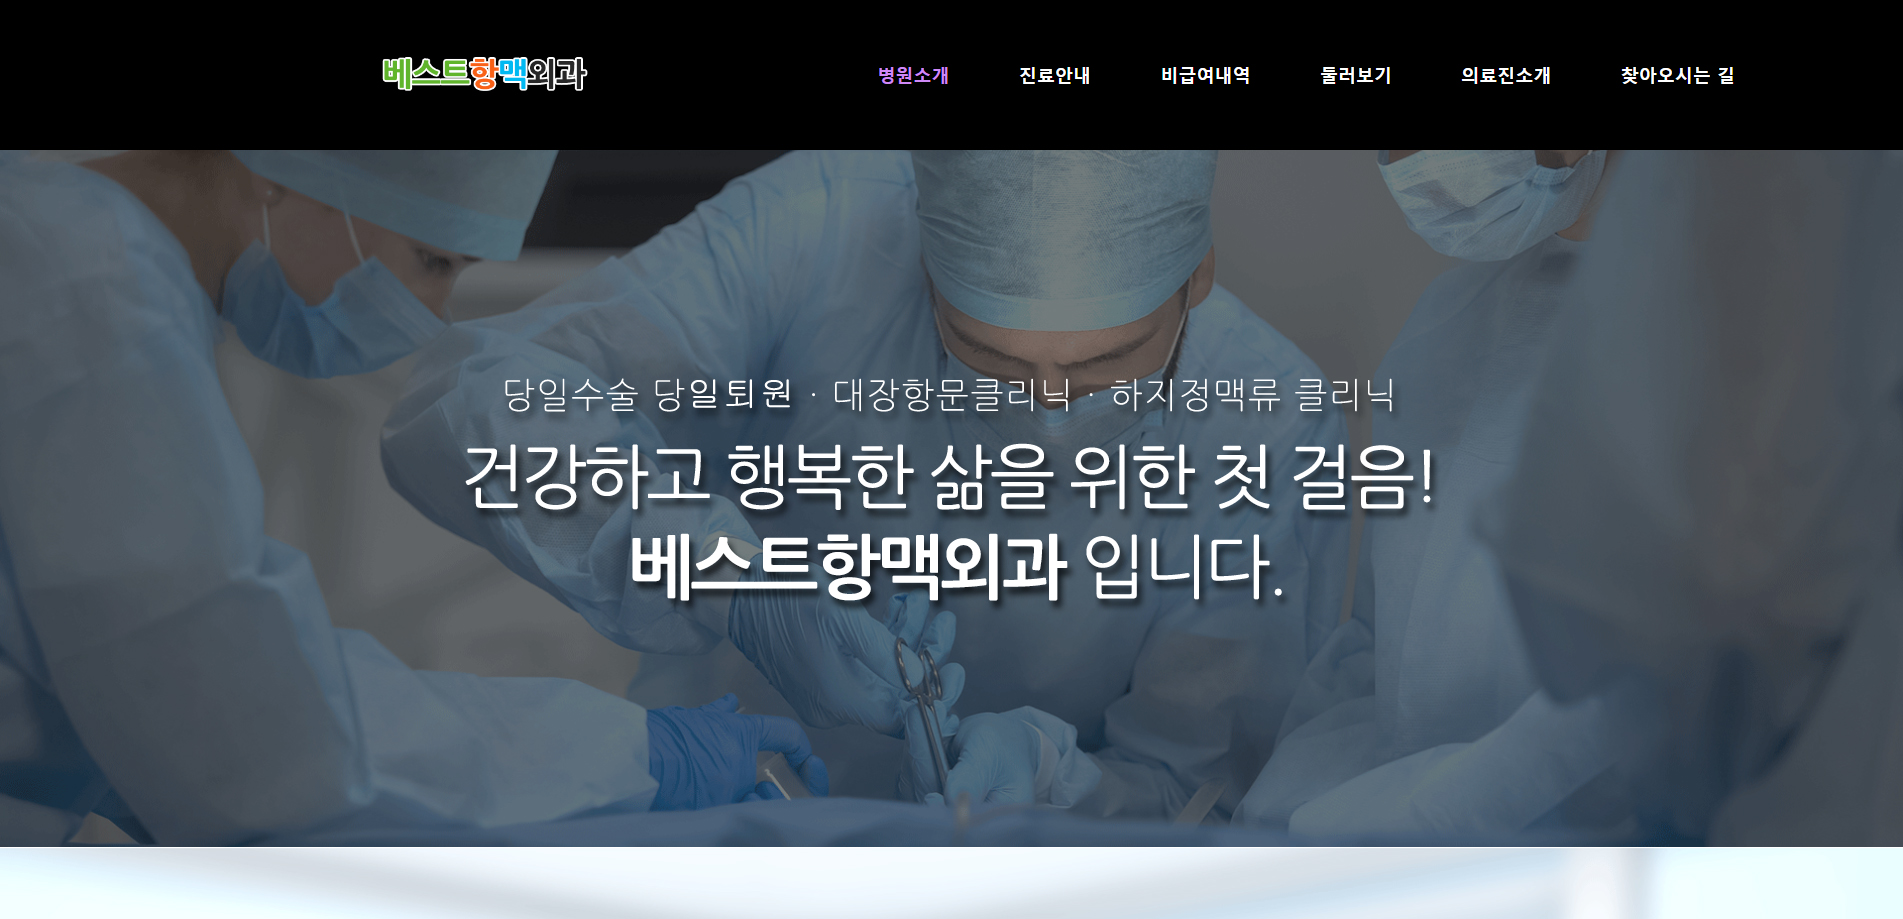 베스트항맥외과
병원소개 진료안내 비급여내역 둘러보기 의료진소개 찾아오시는 길
당일수술 당일퇴원 · 대장항문클리닉 · 하지정맥류 클리닉
건강하고 행복한 삶을 위한 첫 걸음!
베스트항맥외과 입니다.